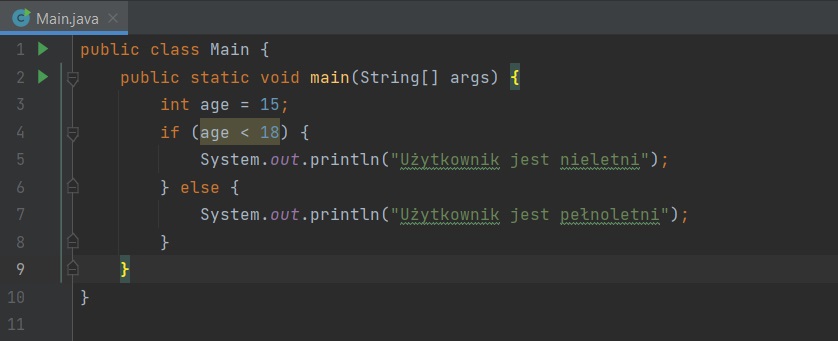 Main.java
1 public class Main {
2 public static void main(String[] args) {
3 int age = 15;
4 if (age < 18) {
5 System.out.println("Użytkownik jest nieletni");
6 } else {
7 System.out.println("Użytkownik jest pełnoletni");
8 }
9 }
10 }
11